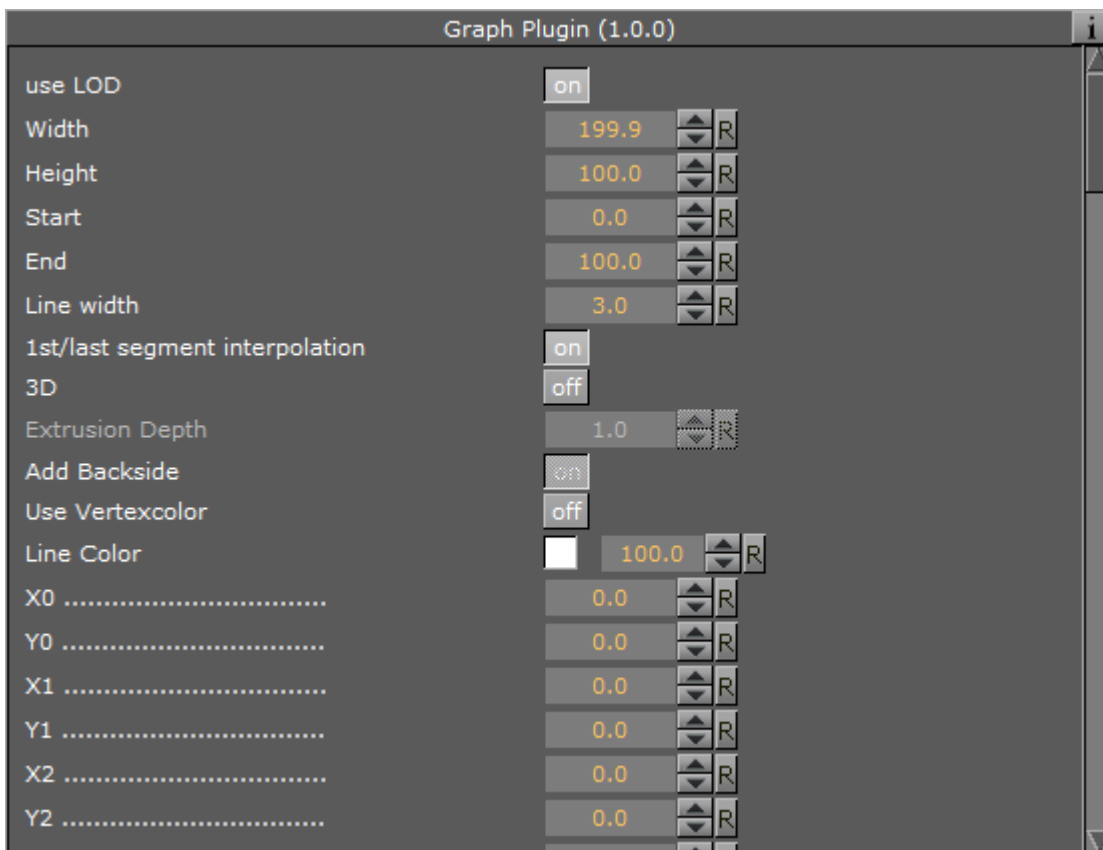 Graph Plugin (1.0.0) i
use LOD on
Width 199.9 R
Height 100.0 R
Start 0.0 R
End 100.0 R
Line width 3.0 R
1st/last segment interpolation on
3D off
Extrusion Depth 1.0 R
Add Backside on
Use Vertexcolor off
Line Color 100.0 R
X0 ................................. 0.0 R
Y0 ................................. 0.0 R
X1 ................................. 0.0 R
Y1 ................................. 0.0 R
X2 ................................. 0.0 R
Y2 ................................. 0.0 R